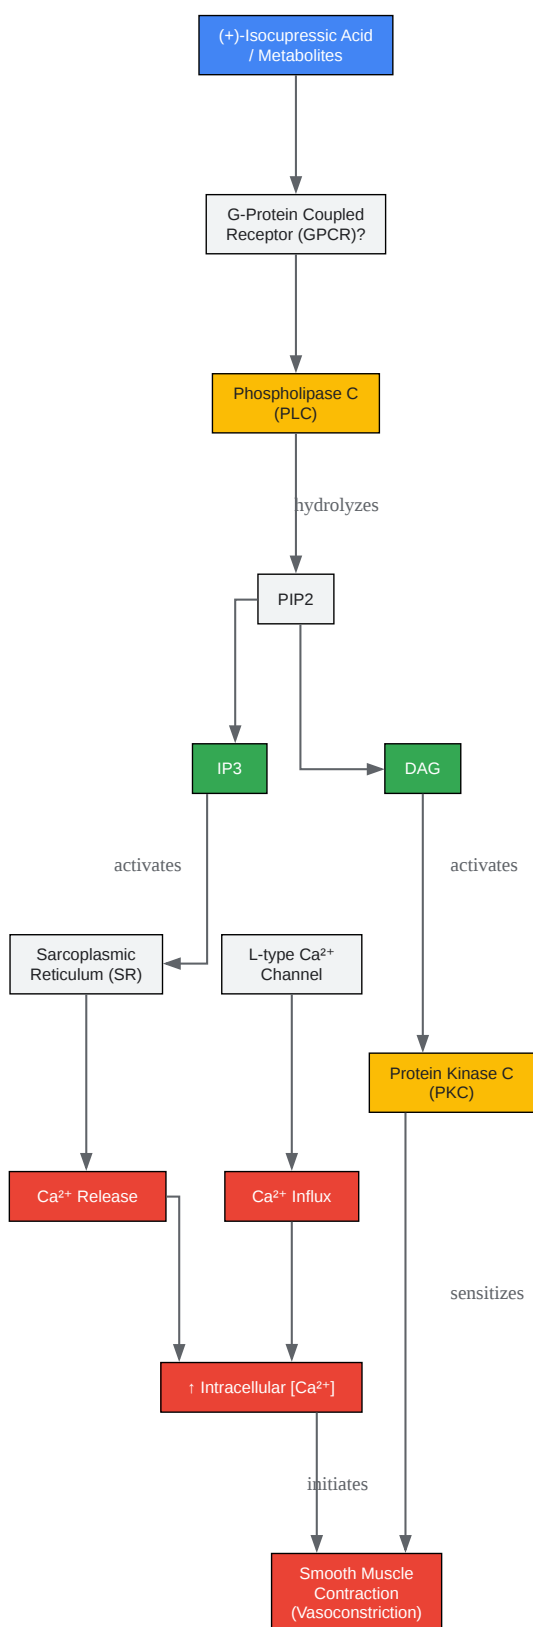 (+)-Isocupressic Acid
/ Metabolites
G-Protein Coupled
Receptor (GPCR)?
Phospholipase C
(PLC)
hydrolyzes
PIP2
IP3
DAG
activates
activates
Sarcoplasmic
Reticulum (SR)
L-type Ca²⁺
Channel
Protein Kinase C
(PKC)
Ca²⁺ Release
Ca²⁺ Influx
sensitizes
↑ Intracellular [Ca²⁺]
initiates
Smooth Muscle
Contraction
(Vasoconstriction)